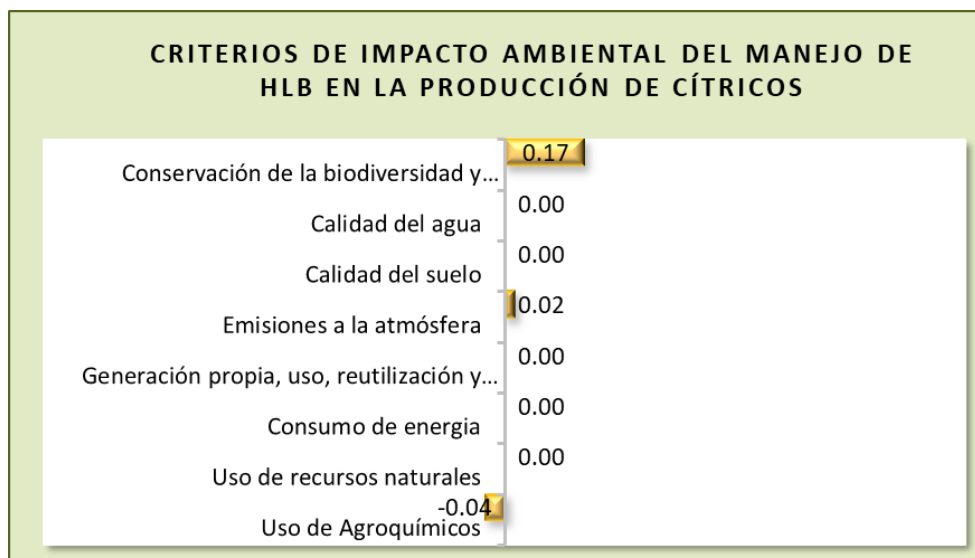 CRITERIOS DE IMPACTO AMBIENTAL DEL MANEJO DE
HLB EN LA PRODUCCIÓN DE CÍTRICOS
0.17
Conservación de la biodiversidad y...
0.00
Calidad del agua
0.00
Calidad del suelo
0.02
Emisiones a la atmósfera
0.00
Generación propia, uso, reutilización y...
0.00
Consumo de energia
0.00
Uso de recursos naturales
-0.04
Uso de Agroquímicos